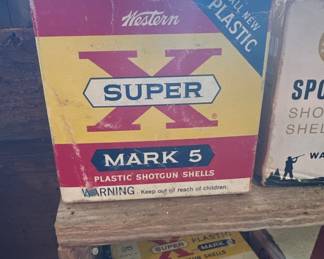 Western
ALL NEW
PLASTIC
SUPER
X
MARK 5
PLASTIC SHOTGUN SHELLS
WARNING Keep out of reach of children.
SPO
SHO
SHEL
WA
SUPER
PLASTIC
MARK